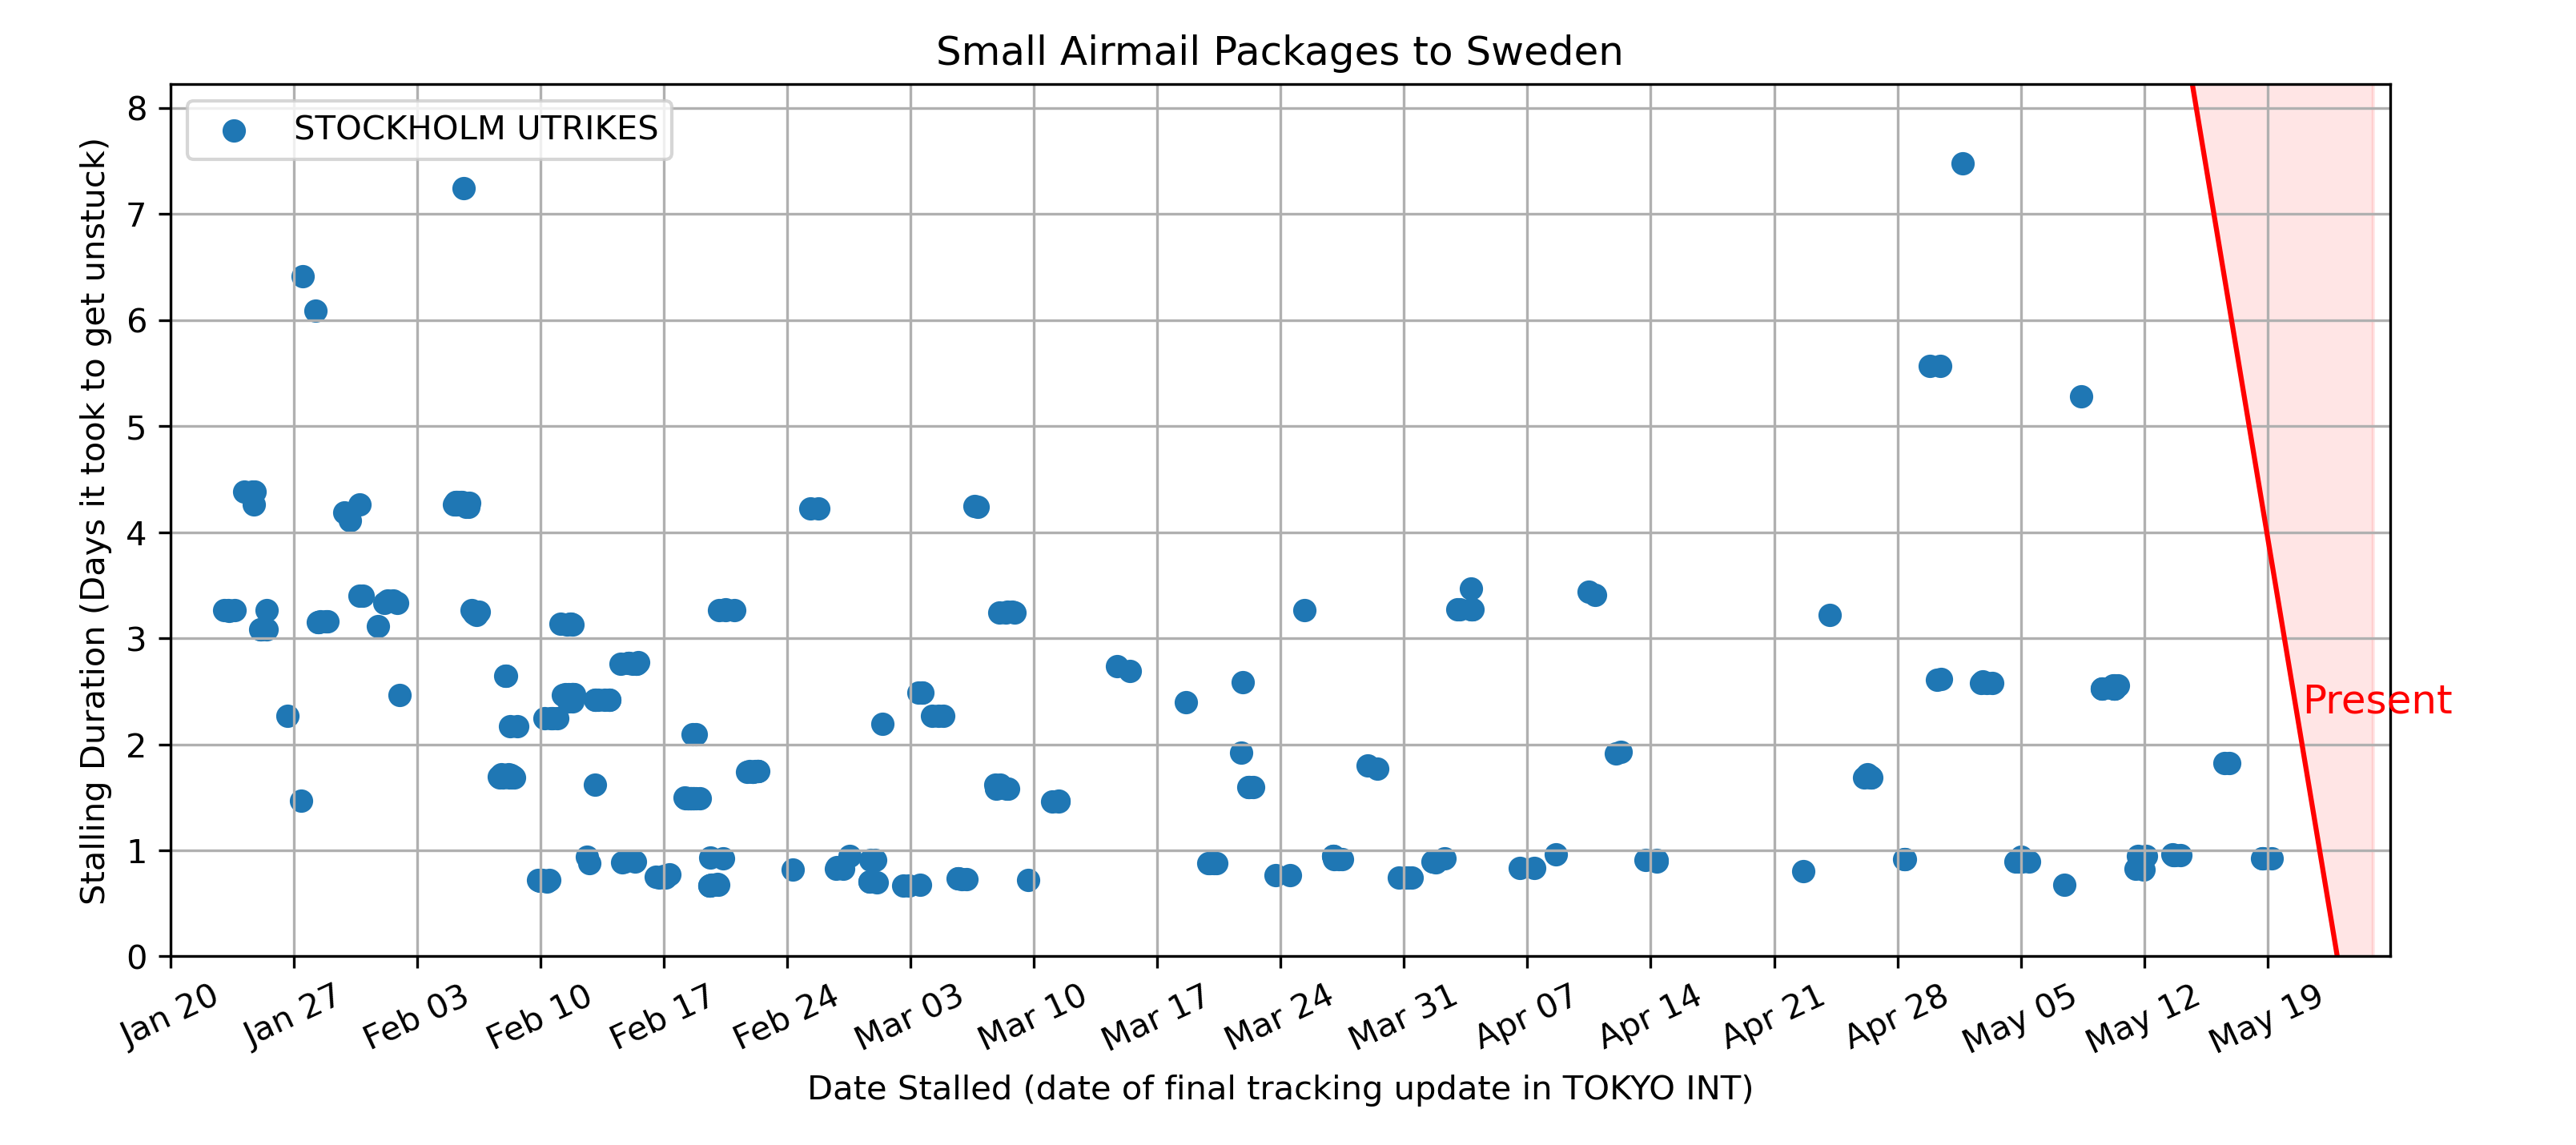 Small Airmail Packages to Sweden
STOCKHOLM UTRIKES
8
7
6
5
4
3
2
1
0
Stalling Duration (Days it took to get unstuck)
Present
Jan 20
Jan 27
Feb 03
Feb 10
Feb 17
Feb 24
Mar 03
Mar 10
Mar 17
Mar 24
Mar 31
Apr 07
Apr 14
Apr 21
Apr 28
May 05
May 12
May 19
Date Stalled (date of final tracking update in TOKYO INT)